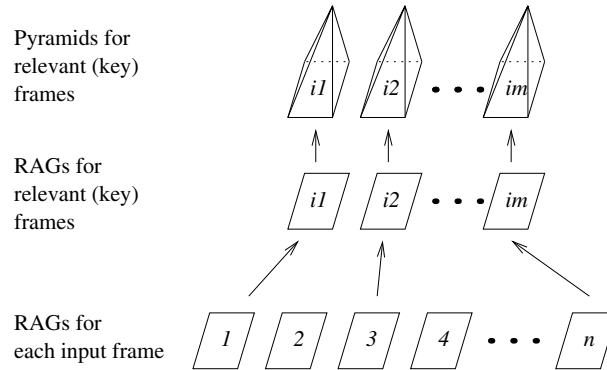 Pyramids for
relevant (key)
frames
i1 i2 im
RAGs for
relevant (key)
frames
i1 i2 im
RAGs for
each input frame
1 2 3 4 n